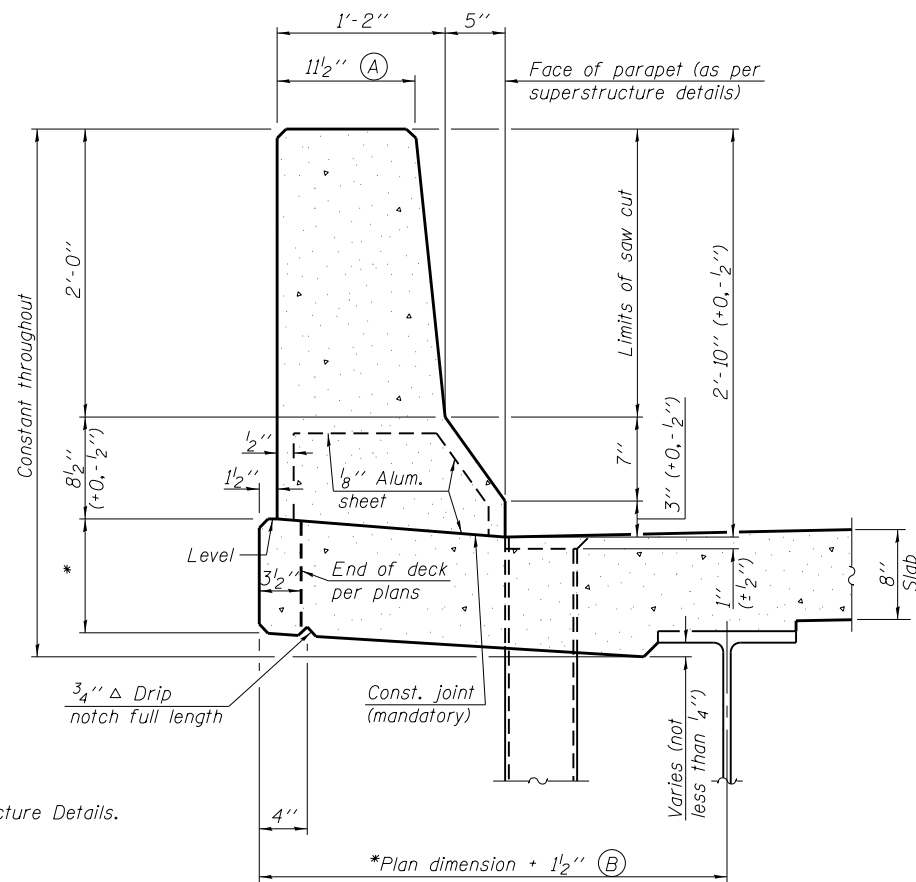 1'-2"
5"
11½" Ⓐ
Face of parapet (as per
superstructure details)
Constant throughout
2'-0"
Limits of saw cut
2'-10" (+0,-½")
8½"
(+0,-½")
½"
1½"
⅛" Alum.
sheet
7"
3" (+0,-½")
Level
*
3½"
End of deck
per plans
1"
(±½")
8"
Slab
¾" △ Drip
notch full length
Const. joint
(mandatory)
Varies (not
less than ¼")
cture Details.
4"
*Plan dimension + 1½" Ⓑ